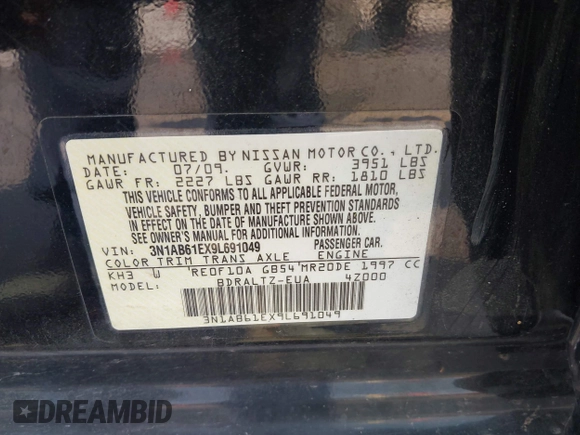 MANUFACTURED BY NISSAN MOTOR CO., LTD.
DATE: 07/09. GVWR: 3951 LBS
GAWR FR: 2227 LBS GAWR RR: 1810 LBS
THIS VEHICLE CONFORMS TO ALL APPLICABLE FEDERAL MOTOR,
VEHICLE SAFETY, BUMPER AND THEFT PREVENTION STANDARDS
IN EFFECT ON THE DATE OF MANUFACTURE SHOWN ABOVE.
SEE OWNER'S MANUAL FOR ADDITIONAL INFORMATION.
VIN: 3N1AB61EX9L691049 PASSENGER CAR.
COLOR TRIM TRANS AXLE ENGINE
KH3 W RE0F10A GB54 MR20DE 1997 CC
MODEL: BDRALTZ-EUA 4Z000
3N1AB61EX9L691049
DREAMBID